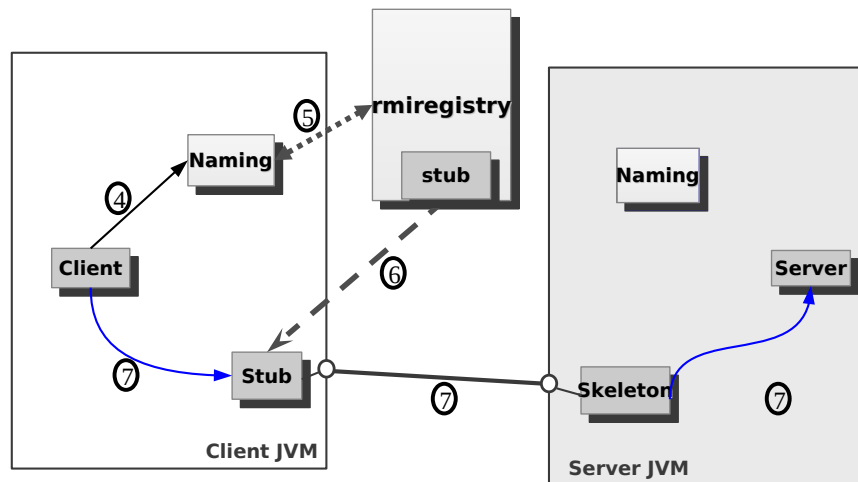 rmiregistry
5
Naming
stub
Naming
4
Client
Server
6
7
Stub
Skeleton
7
7
Client JVM
Server JVM